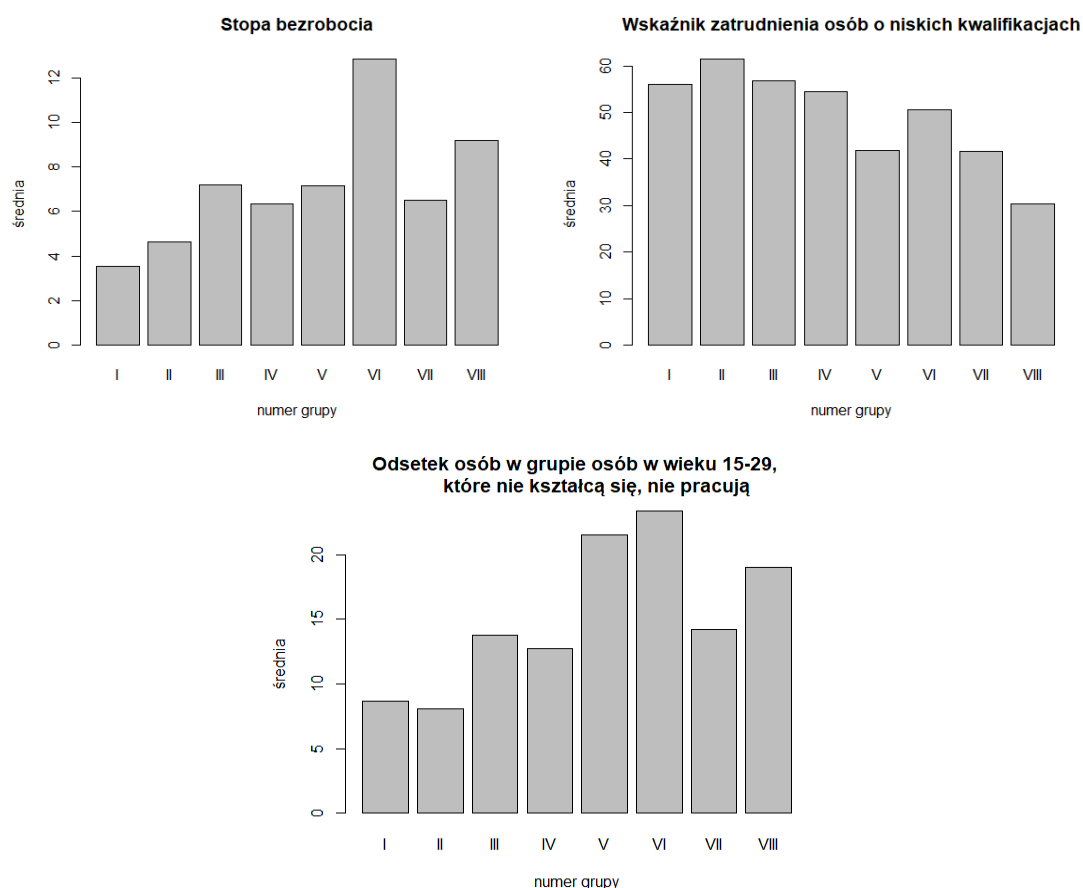 Stopa bezrobocia
średnia
0 2 4 6 8 10 12
I II III IV V VI VII VIII
numer grupy
Wskaźnik zatrudnienia osób o niskich kwalifikacjach
średnia
0 10 20 30 40 50 60
I II III IV V VI VII VIII
numer grupy
Odsetek osób w grupie osób w wieku 15-29,
które nie kształcą się, nie pracują
średnia
0 5 10 15 20
I II III IV V VI VII VIII
numer grupy